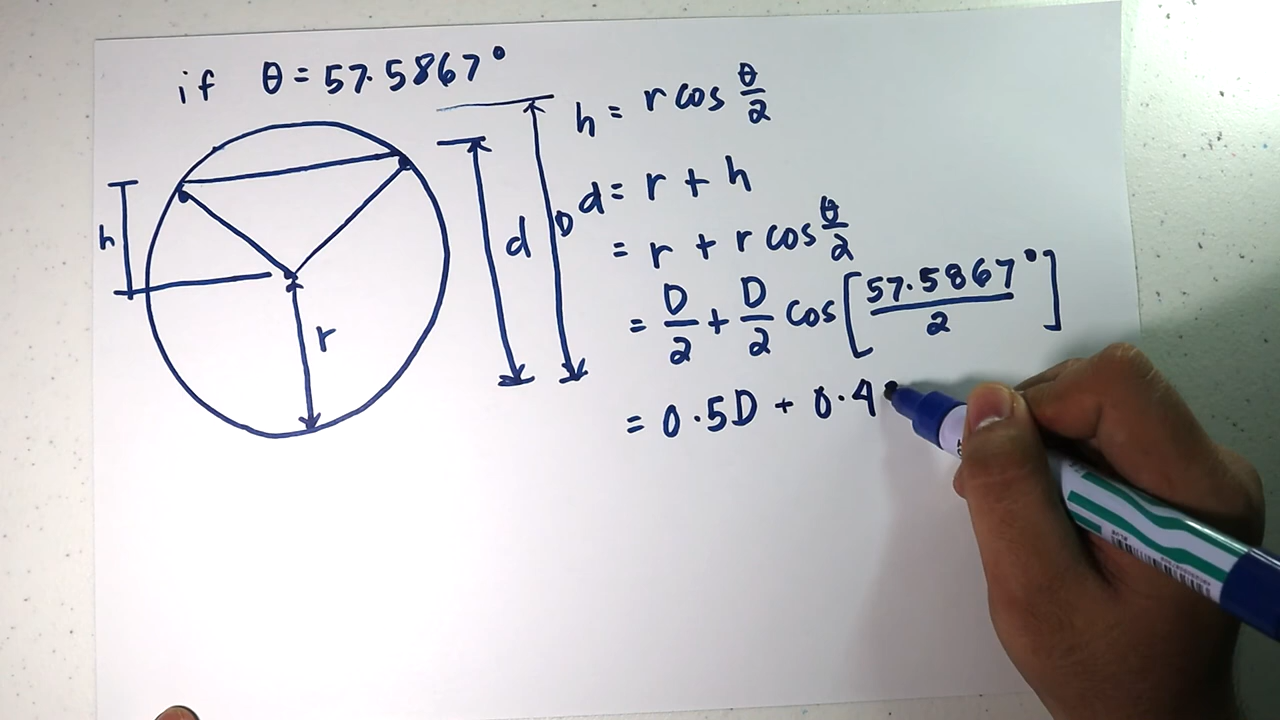 if θ = 57.5867°
h = r cos θ/2
d = r + h
= r + r cos θ/2
= D/2 + D/2 cos [57.5867°/2]
= 0.5D + 0.4
h
r
d
D